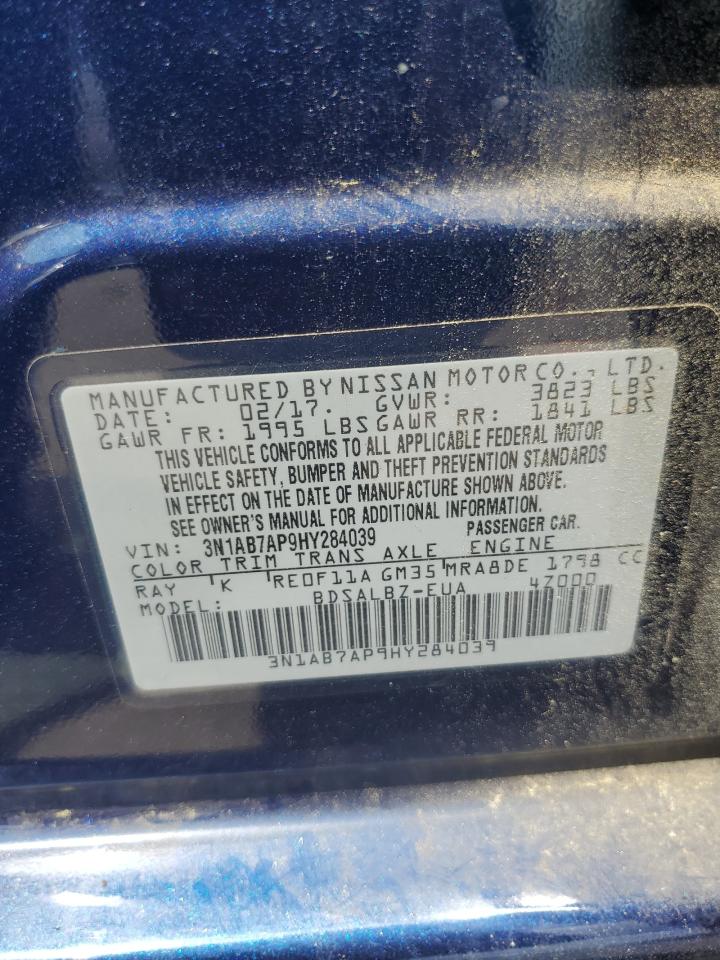 MANUFACTURED BY NISSAN MOTOR CO., LTD.
DATE: 02/17. GVWR: 3823 LBS
GAWR FR: 1995 LBS GAWR RR: 1841 LBS
THIS VEHICLE CONFORMS TO ALL APPLICABLE FEDERAL MOTOR
VEHICLE SAFETY, BUMPER AND THEFT PREVENTION STANDARDS
IN EFFECT ON THE DATE OF MANUFACTURE SHOWN ABOVE.
SEE OWNER'S MANUAL FOR ADDITIONAL INFORMATION.
VIN: 3N1AB7AP9HY284039 PASSENGER CAR.
COLOR TRIM TRANS AXLE ENGINE
RAY K RE0F11A GM35 MRA8DE 1798 CC
MODEL: BDSALBZ-EUA 47000
3N1AB7AP9HY284039